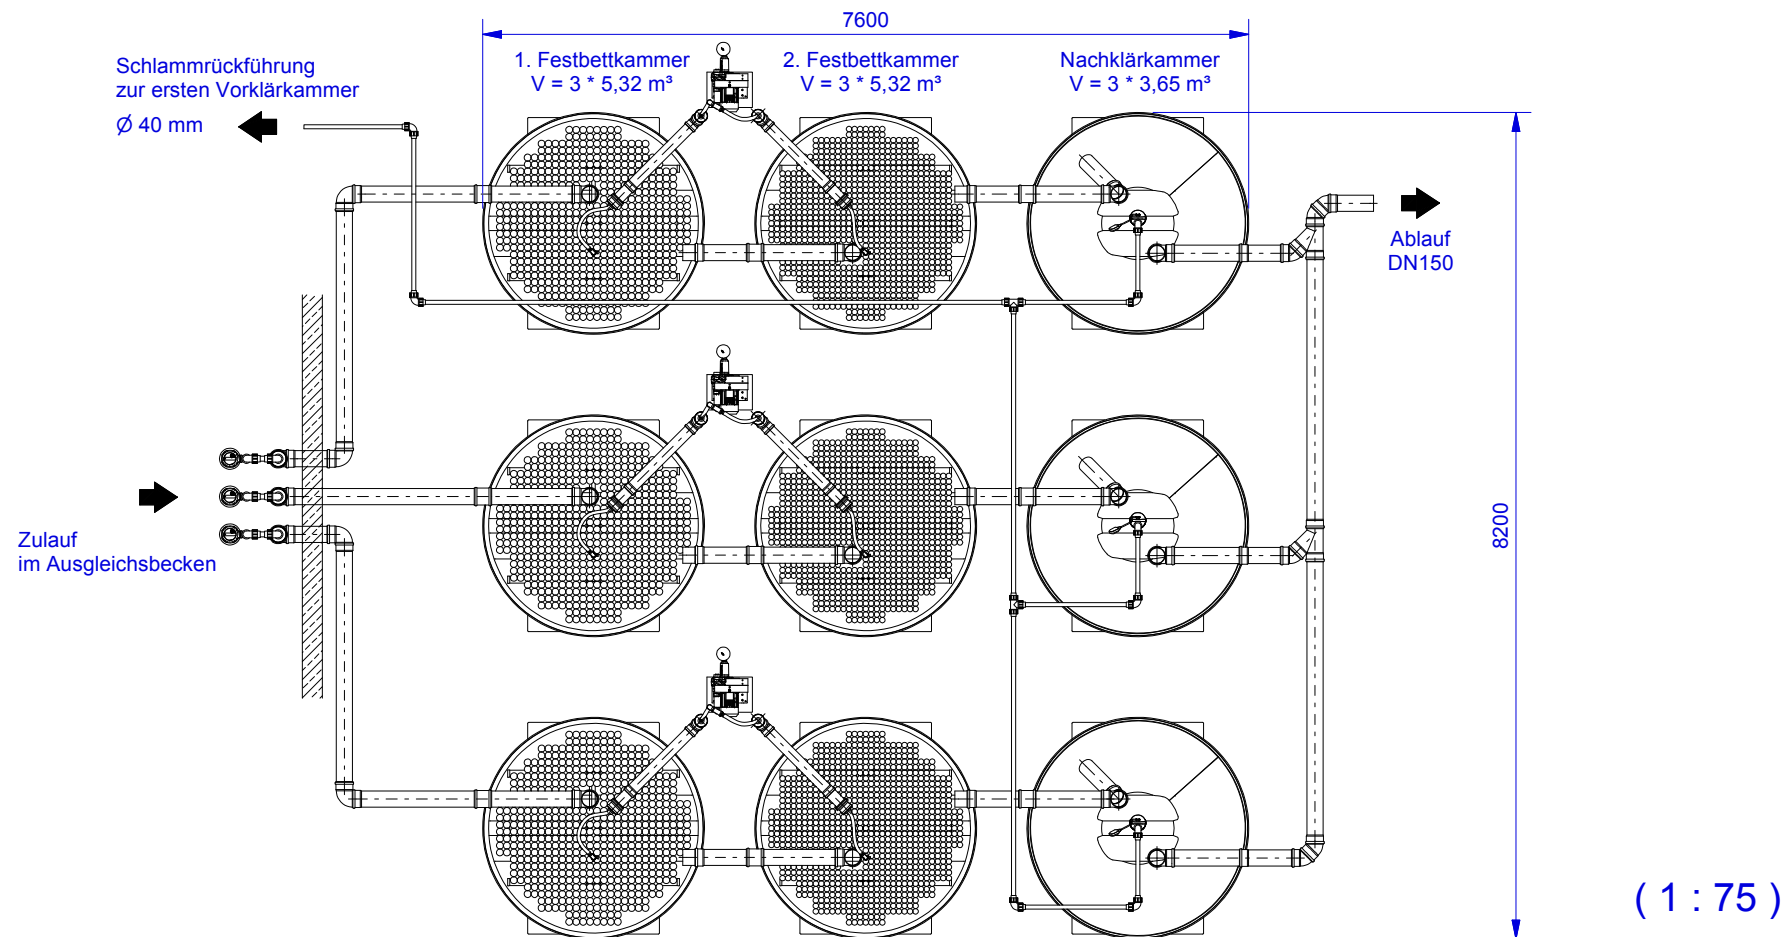 7600
Schlammrückführung
zur ersten Vorklärkammer
Ø 40 mm
1. Festbettkammer
V = 3 * 5,32 m³
2. Festbettkammer
V = 3 * 5,32 m³
Nachklärkammer
V = 3 * 3,65 m³
Ablauf
DN150
Zulauf
im Ausgleichsbecken
8200
( 1 : 75 )